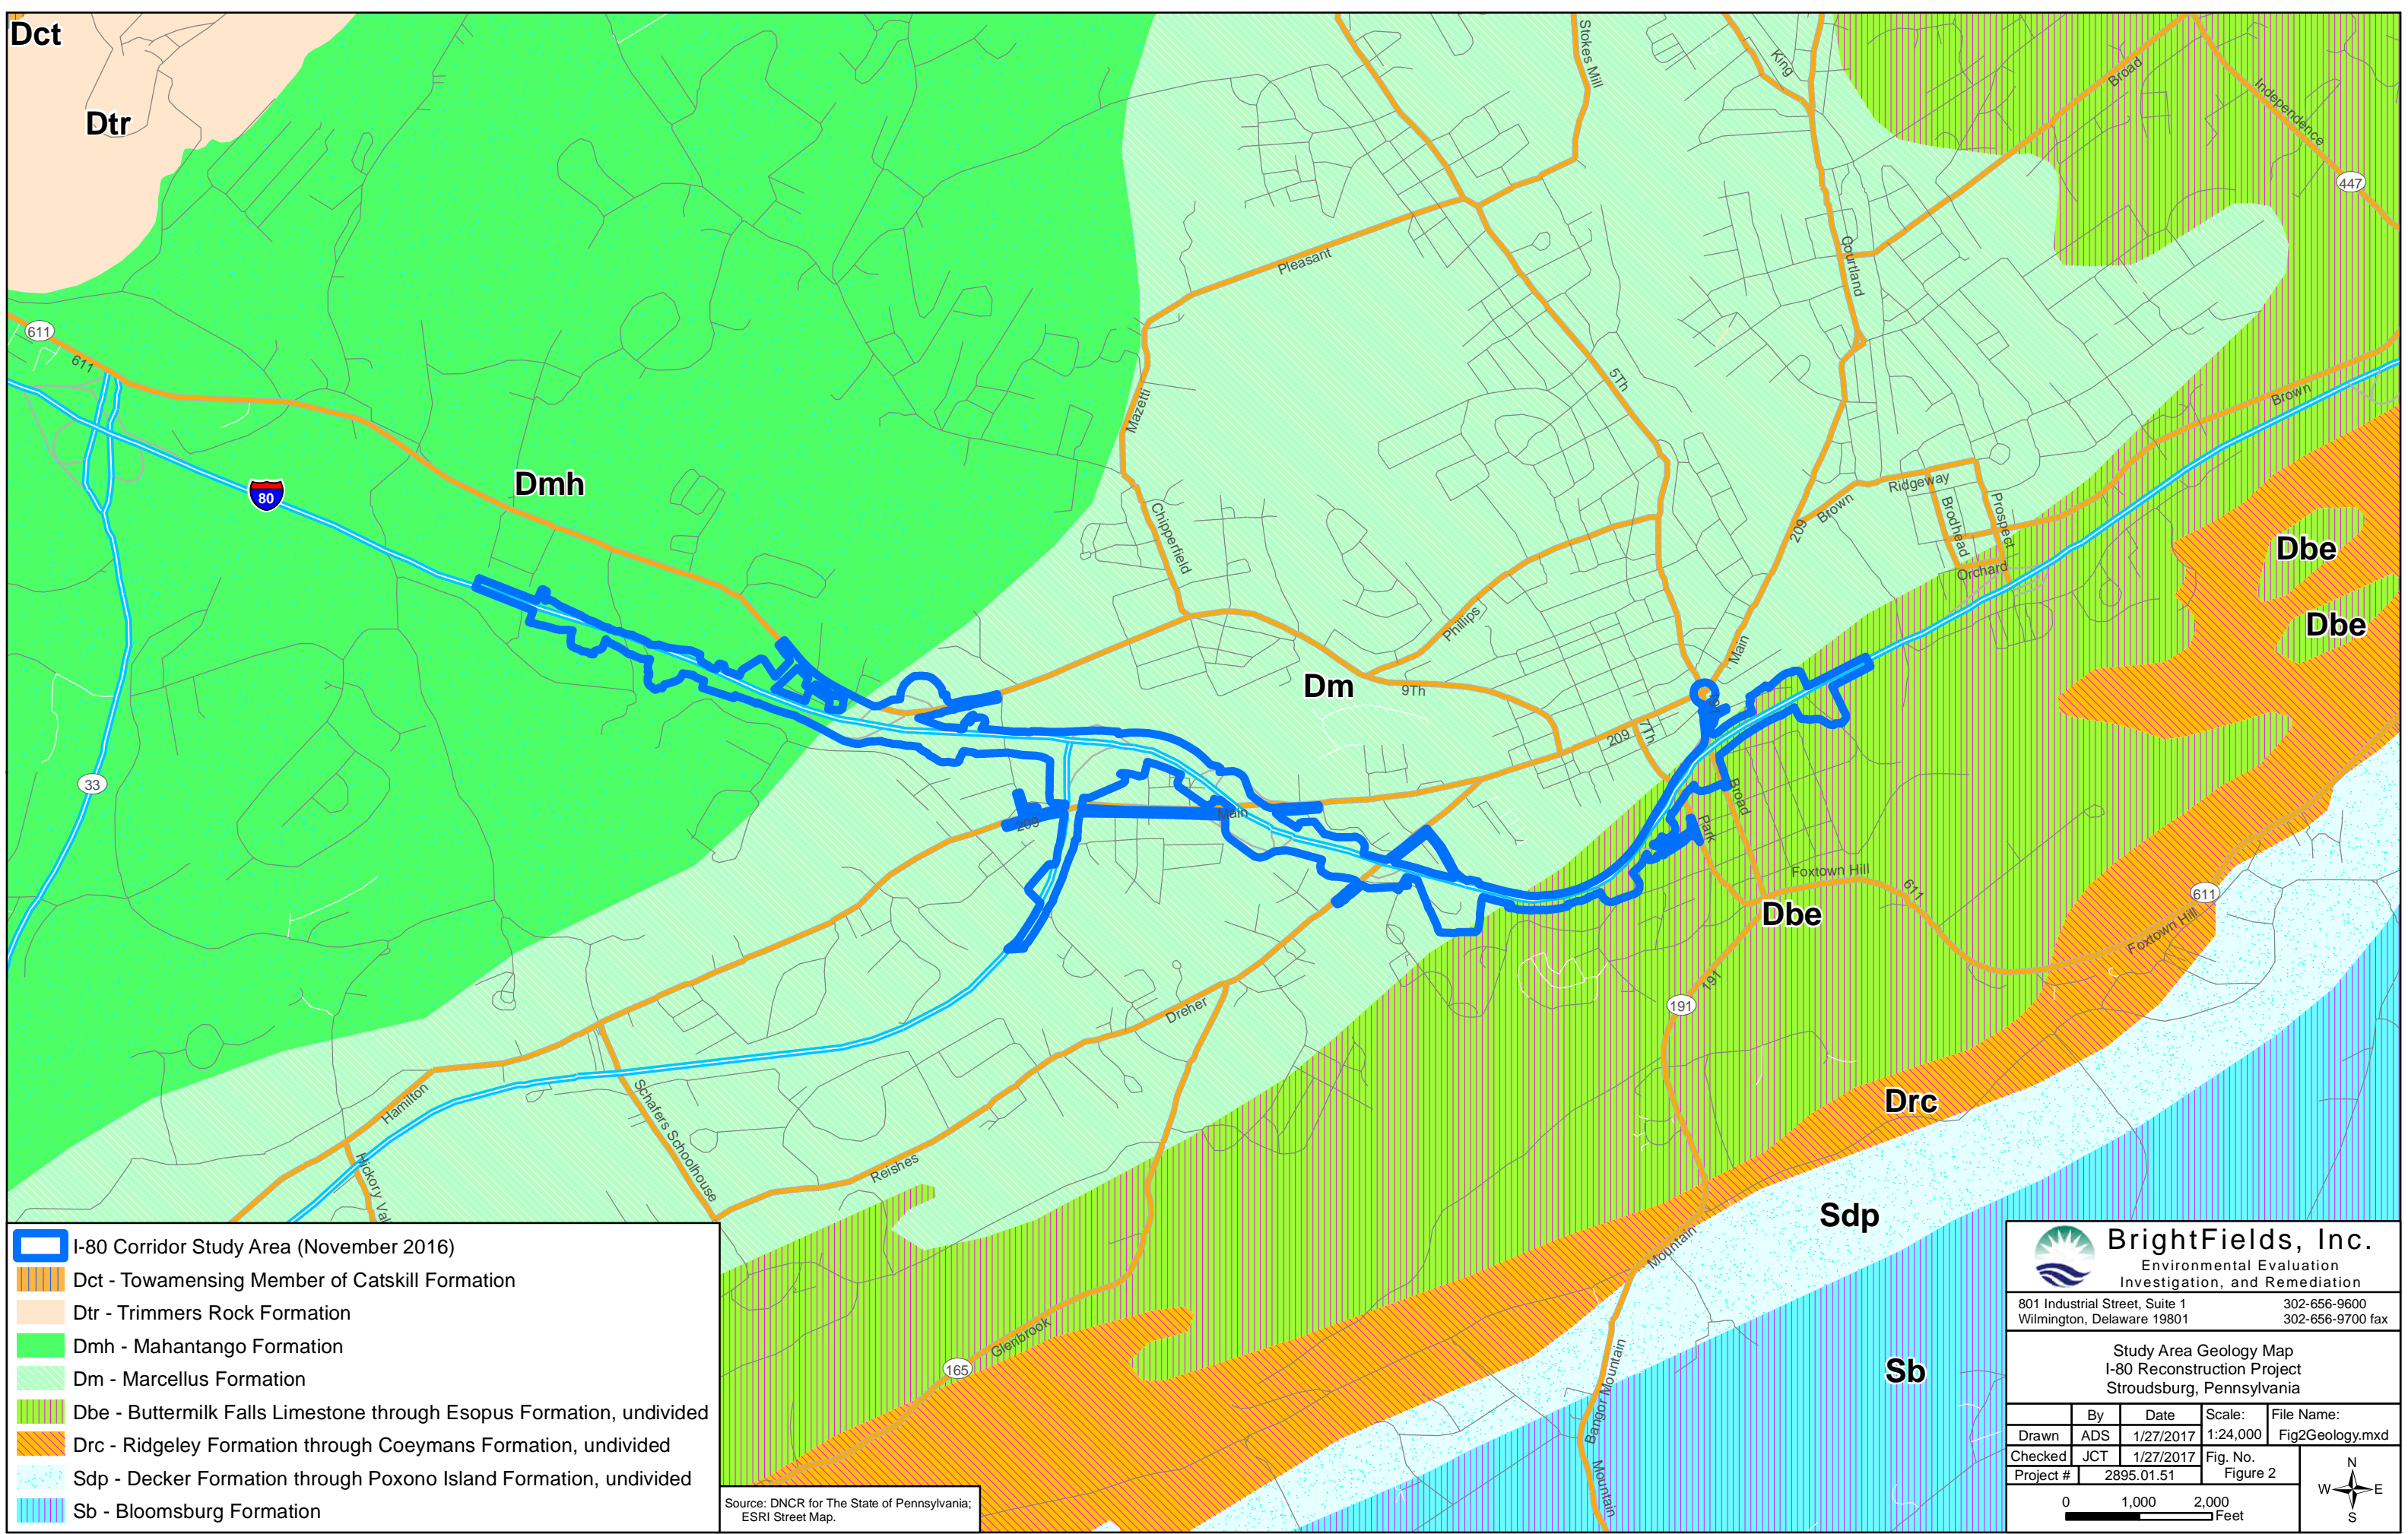 Dct
Dtr
Stokes Mill
King
Broad
Independence
447
Pleasant
Courtland
611
611
Mazetti
5Th
Brown
80
Dmh
Chipperfield
Ridgeway
Brown
209
Brodhead
Prospect
Orchard
Dbe
Dbe
Phillips
Main
Dm
9Th
209
7Th
33
209
Main
Broad
Park
Foxtown Hill
611
611
Dbe
Foxtown Hill
191
191
Dreher
Hamilton
Schafers Schoolhouse
Reishes
Hickory Val
Drc
Sdp
Mountain
Glenbrook
165
Bangor Mountain
Mountain
Sb
I-80 Corridor Study Area (November 2016)
Dct - Towamensing Member of Catskill Formation
Dtr - Trimmers Rock Formation
Dmh - Mahantango Formation
Dm - Marcellus Formation
Dbe - Buttermilk Falls Limestone through Esopus Formation, undivided
Drc - Ridgeley Formation through Coeymans Formation, undivided
Sdp - Decker Formation through Poxono Island Formation, undivided
Sb - Bloomsburg Formation
Source: DNCR for The State of Pennsylvania;
ESRI Street Map.
BrightFields, Inc.
Environmental Evaluation
Investigation, and Remediation
801 Industrial Street, Suite 1 302-656-9600
Wilmington, Delaware 19801 302-656-9700 fax
Study Area Geology Map
I-80 Reconstruction Project
Stroudsburg, Pennsylvania
By Date Scale: File Name:
Drawn ADS 1/27/2017 1:24,000 Fig2Geology.mxd
Checked JCT 1/27/2017 Fig. No.
Project # 2895.01.51 Figure 2
0 1,000 2,000
Feet
N
W E
S